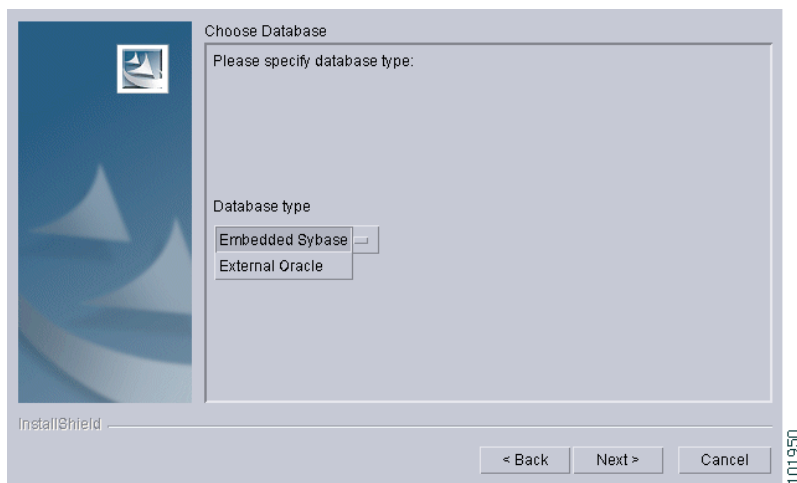 Choose Database
Please specify database type:
Database type
Embedded Sybase
External Oracle
InstallShield
< Back
Next >
Cancel
101950